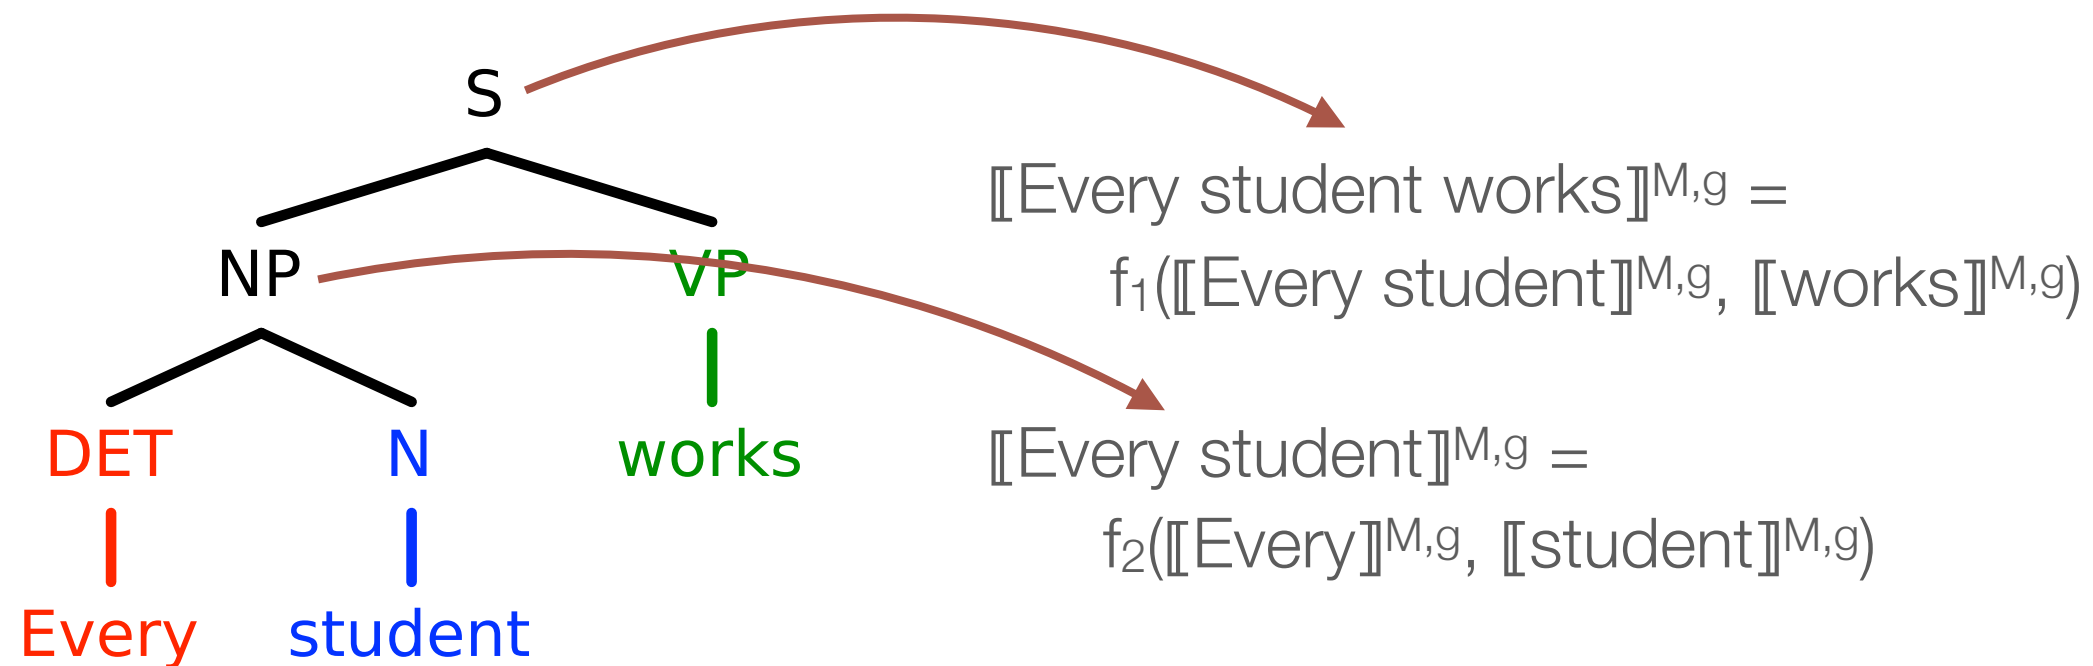 S
NP VP
DET N works
Every student
⟦Every student works⟧M,g =
f1(⟦Every student⟧M,g, ⟦works⟧M,g)
⟦Every student⟧M,g =
f2(⟦Every⟧M,g, ⟦student⟧M,g)